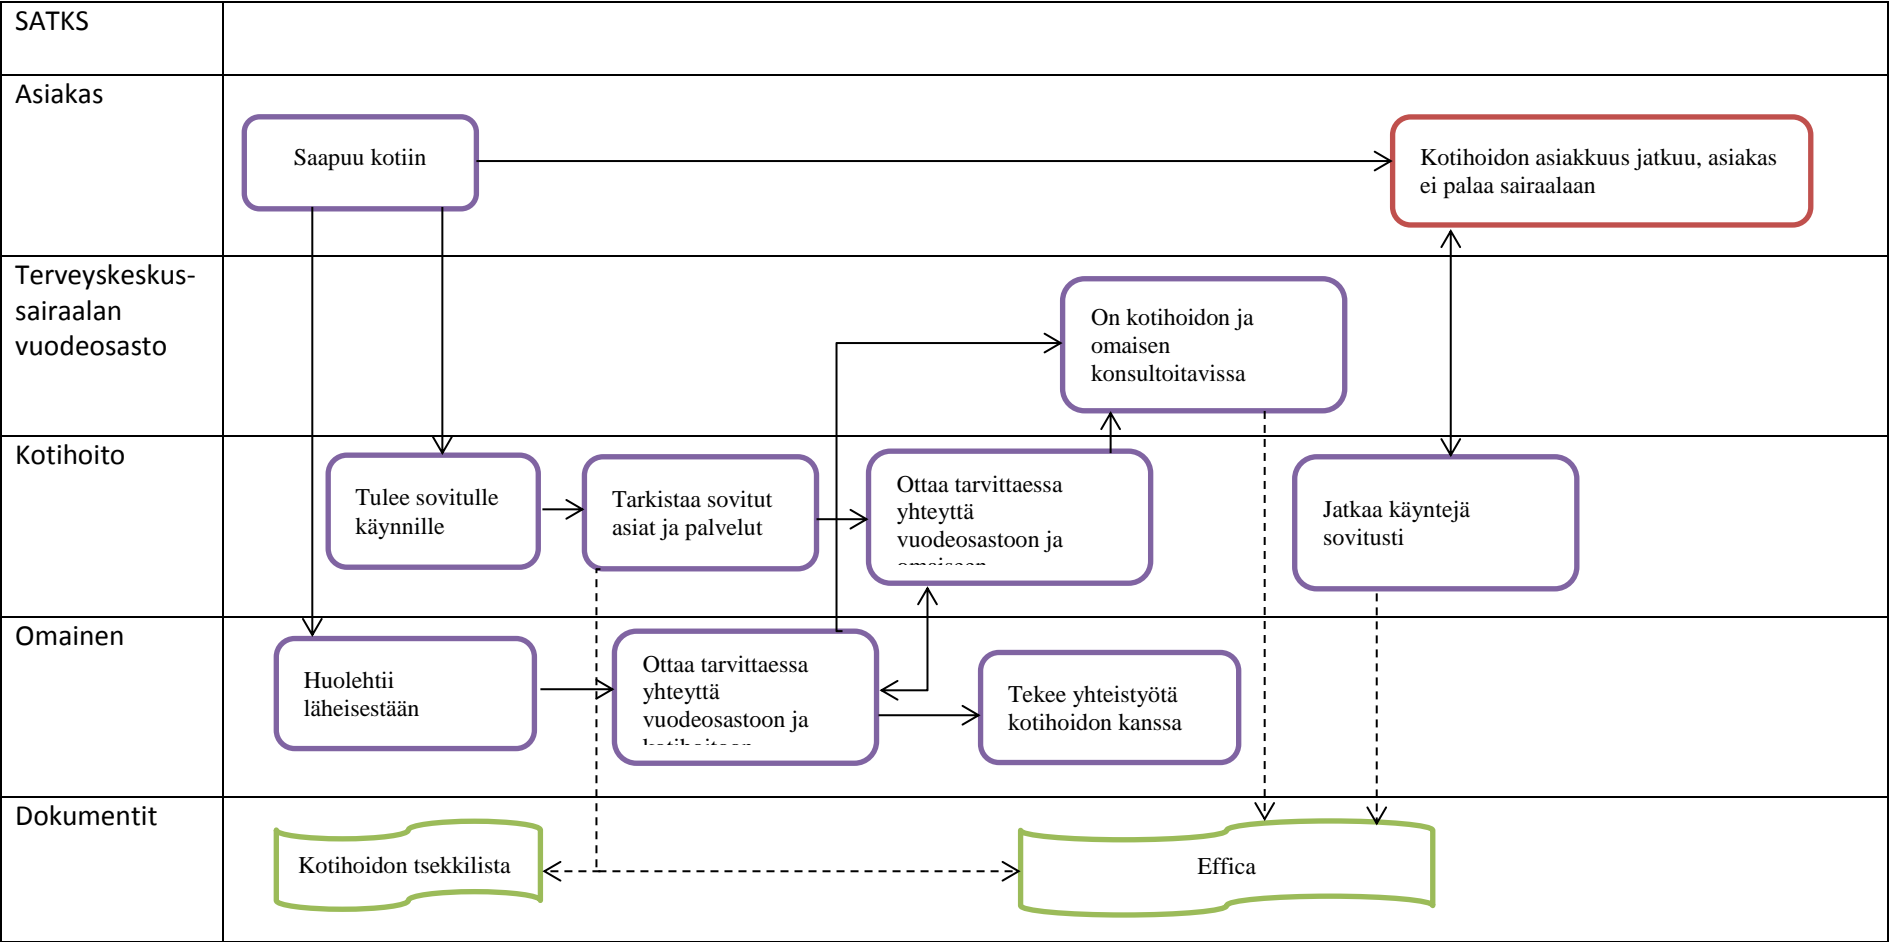 SATKS
Asiakas
Saapuu kotiin
Kotihoidon asiakkuus jatkuu, asiakas
ei palaa sairaalaan
Terveyskeskus-
sairaalan
vuodeosasto
On kotihoidon ja
omaisen
konsultoitavissa
Kotihoito
Tulee sovitulle
käynnille
Tarkistaa sovitut
asiat ja palvelut
Ottaa tarvittaessa
yhteyttä
vuodeosastoon ja
omaiseen
Jatkaa käyntejä
sovitusti
Omainen
Huolehtii
läheisestään
Ottaa tarvittaessa
yhteyttä
vuodeosastoon ja
kotihoitoon
Tekee yhteistyötä
kotihoidon kanssa
Dokumentit
Kotihoidon tsekkilista
Effica